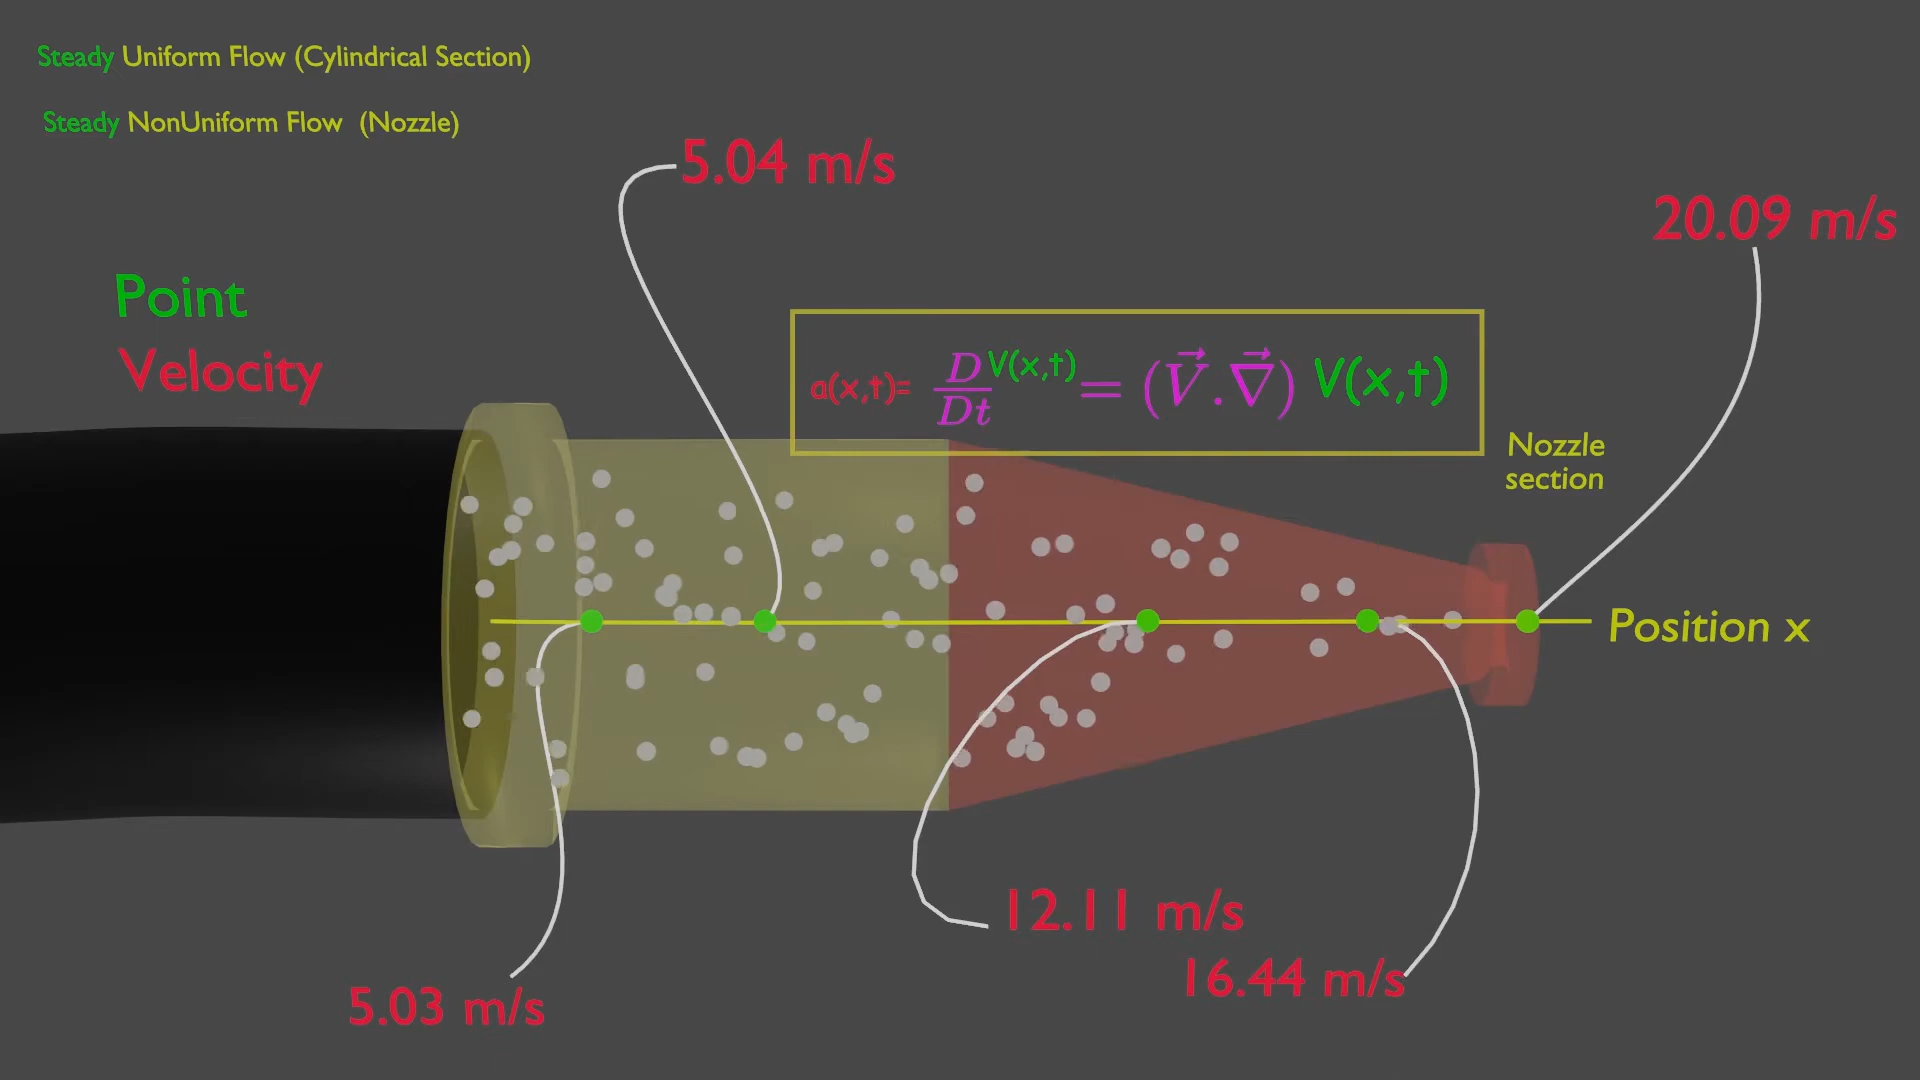 Steady Uniform Flow (Cylindrical Section)
Steady NonUniform Flow (Nozzle)
5.04 m/s
20.09 m/s
Point
Velocity
a(x,t)= D/Dt V(x,t) = (V⃗.∇⃗) V(x,t)
Nozzle
section
Position x
12.11 m/s
16.44 m/s
5.03 m/s